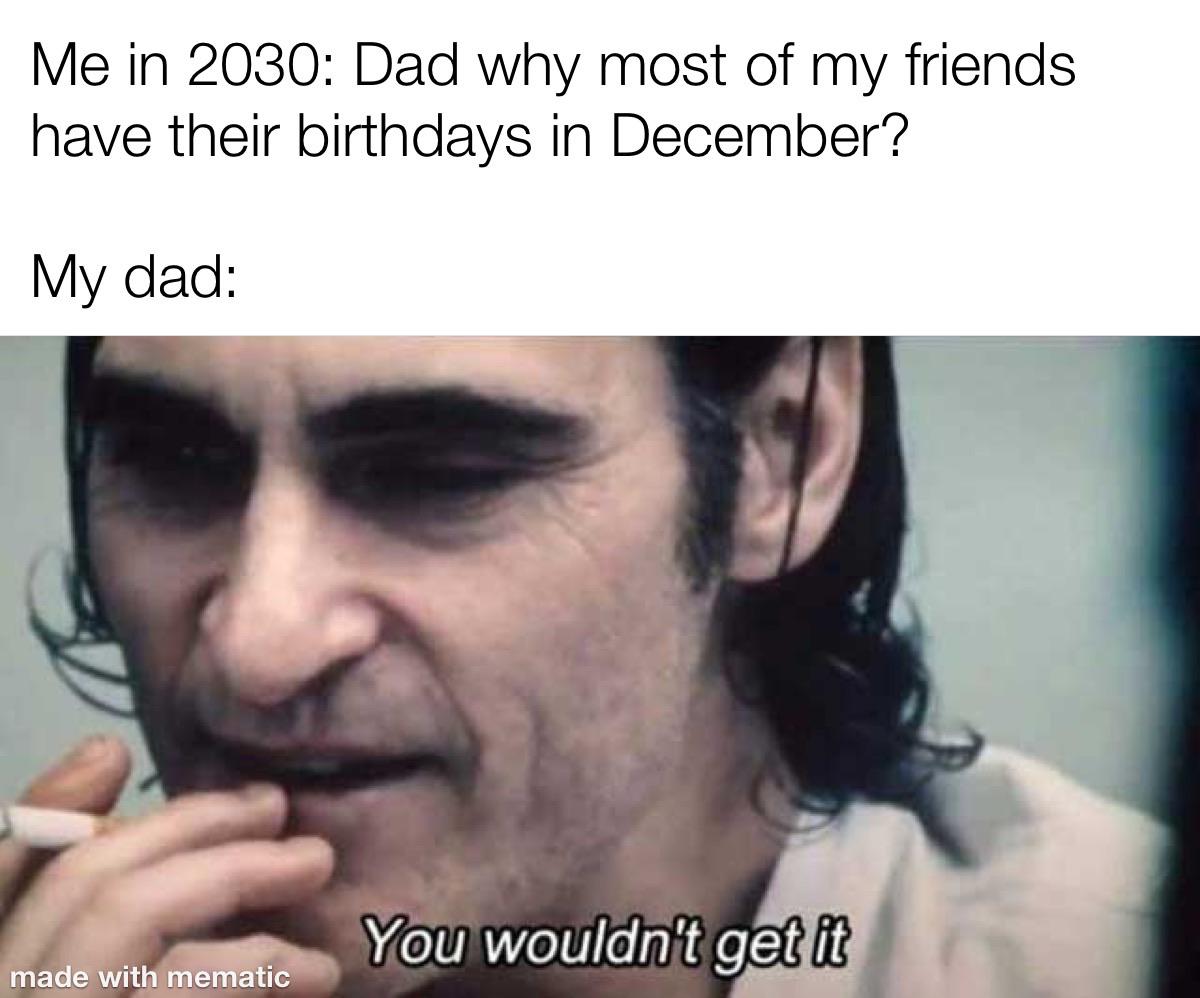 Me in 2030: Dad why most of my friends
have their birthdays in December?
My dad:
You wouldn't get it
made with mematic